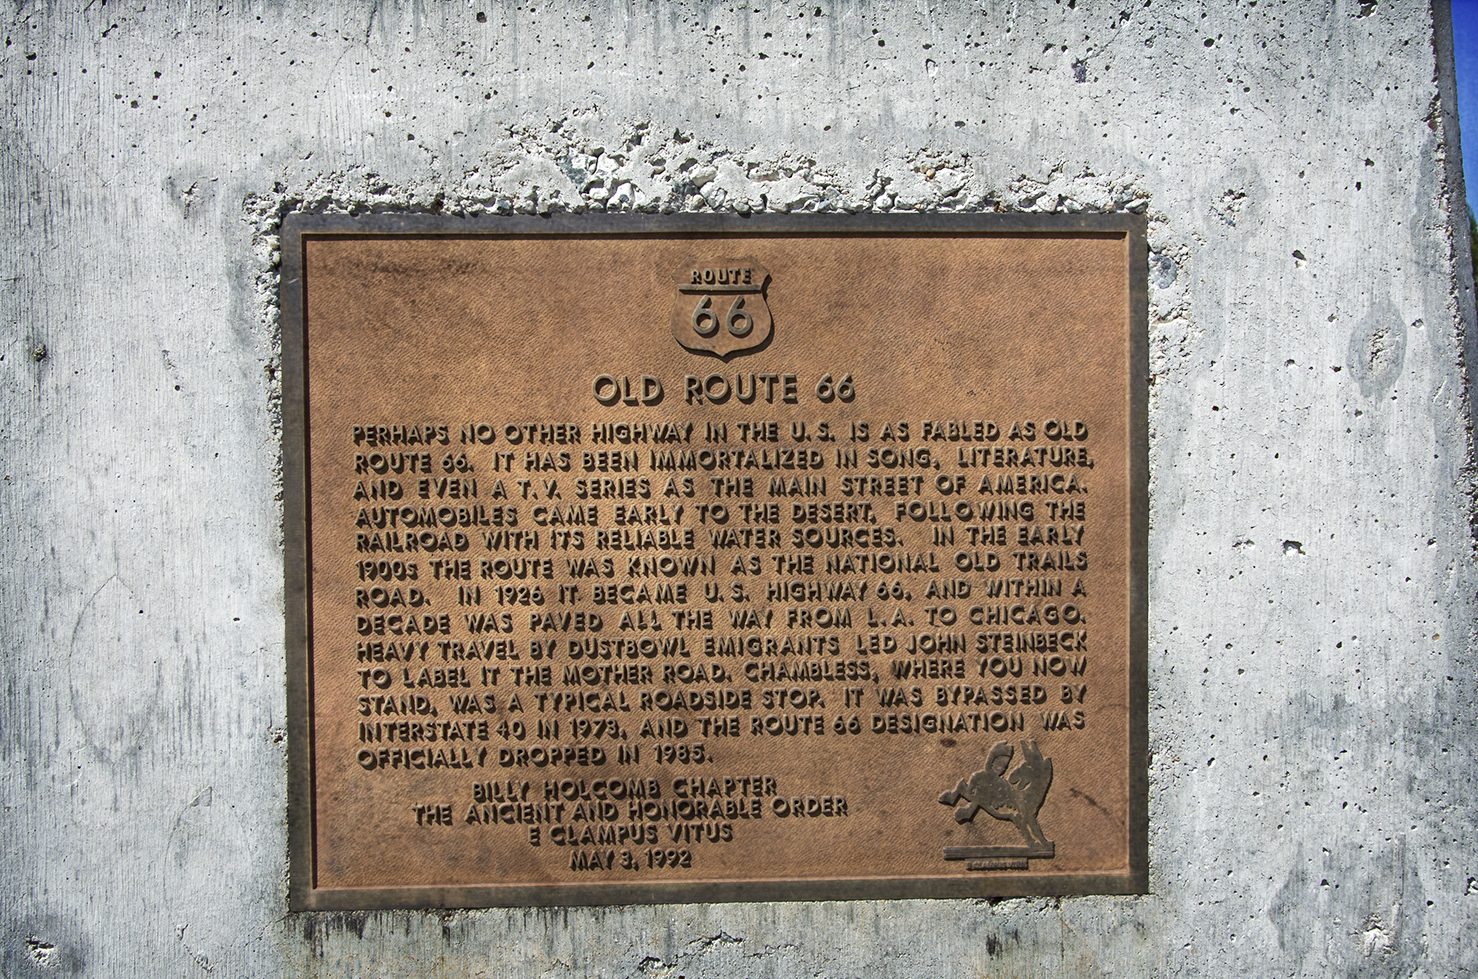 ROUTE
66
OLD ROUTE 66
PERHAPS NO OTHER HIGHWAY IN THE U.S. IS AS FABLED AS OLD
ROUTE 66. IT HAS BEEN IMMORTALIZED IN SONG, LITERATURE,
AND EVEN A T.V. SERIES AS THE MAIN STREET OF AMERICA.
AUTOMOBILES CAME EARLY TO THE DESERT, FOLLOWING THE
RAILROAD WITH ITS RELIABLE WATER SOURCES. IN THE EARLY
1900s THE ROUTE WAS KNOWN AS THE NATIONAL OLD TRAILS
ROAD. IN 1926 IT BECAME U.S. HIGHWAY 66, AND WITHIN A
DECADE WAS PAVED ALL THE WAY FROM L.A. TO CHICAGO.
HEAVY TRAVEL BY DUSTBOWL EMIGRANTS LED JOHN STEINBECK
TO LABEL IT THE MOTHER ROAD. CHAMBLESS, WHERE YOU NOW
STAND, WAS A TYPICAL ROADSIDE STOP. IT WAS BYPASSED BY
INTERSTATE 40 IN 1973, AND THE ROUTE 66 DESIGNATION WAS
OFFICIALLY DROPPED IN 1985.
BILLY HOLCOMB CHAPTER
THE ANCIENT AND HONORABLE ORDER
E CLAMPUS VITUS
MAY 3, 1992